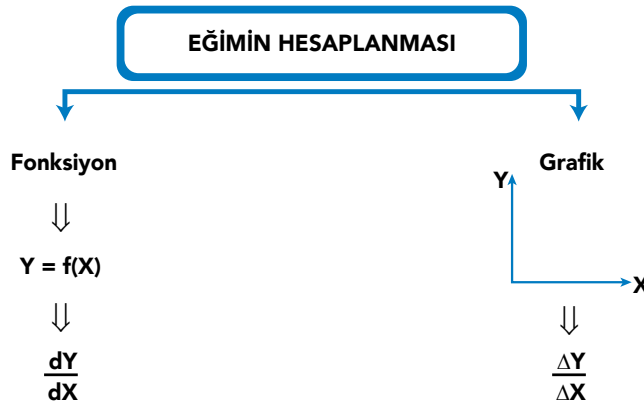 EĞİMİN HESAPLANMASI
Fonksiyon
⇓
Y = f(X)
⇓
dY
dX
Grafik
Y
X
⇓
ΔY
ΔX